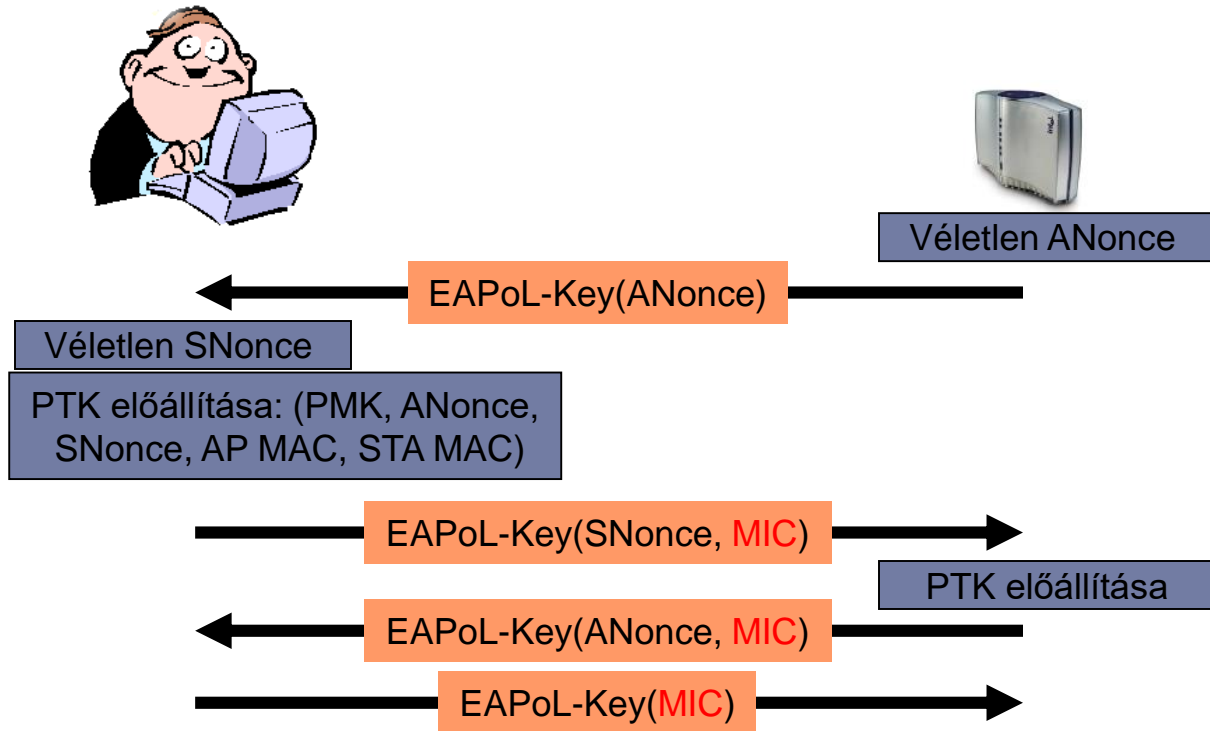 Véletlen ANonce
EAPoL-Key(ANonce)
Véletlen SNonce
PTK előállítása: (PMK, ANonce,
SNonce, AP MAC, STA MAC)
EAPoL-Key(SNonce, MIC)
PTK előállítása
EAPoL-Key(ANonce, MIC)
EAPoL-Key(MIC)